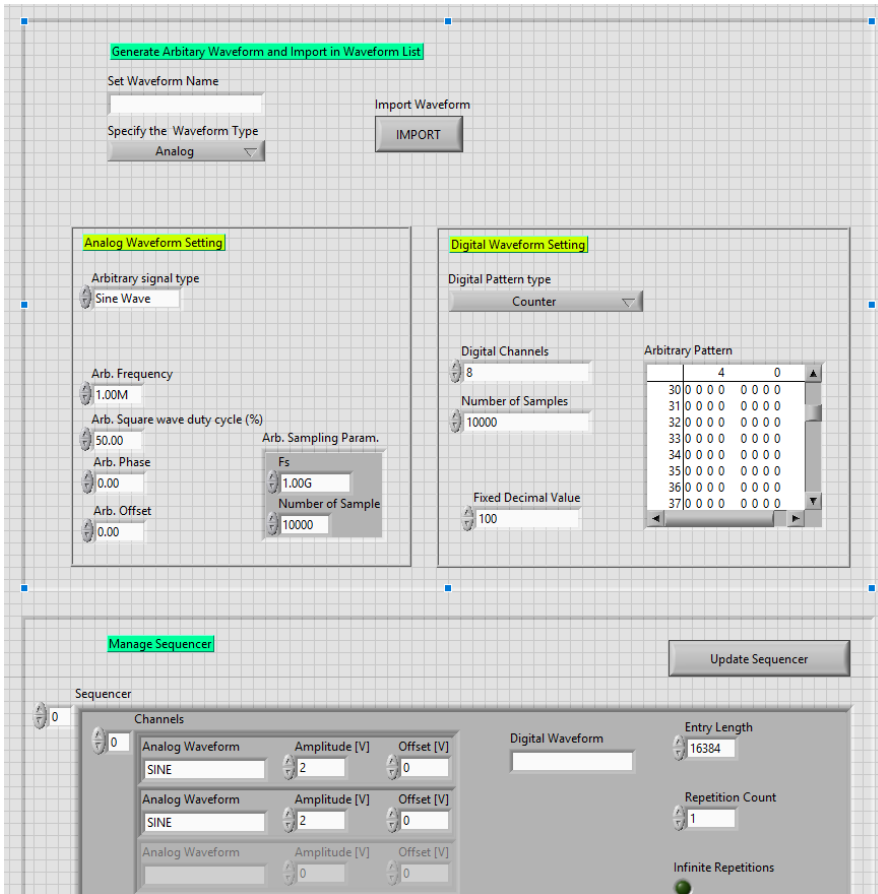 Generate Arbitary Waveform and Import in Waveform List
Set Waveform Name
Import Waveform
IMPORT
Specify the Waveform Type
Analog
Analog Waveform Setting
Arbitrary signal type
Sine Wave
Arb. Frequency
1.00M
Arb. Square wave duty cycle (%)
50.00
Arb. Phase
0.00
Arb. Offset
0.00
Arb. Sampling Param.
Fs
1.00G
Number of Sample
10000
Digital Waveform Setting
Digital Pattern type
Counter
Digital Channels
8
Number of Samples
10000
Fixed Decimal Value
100
Arbitrary Pattern
4 0
30 0 0 0 0 0 0 0 0
31 0 0 0 0 0 0 0 0
32 0 0 0 0 0 0 0 0
33 0 0 0 0 0 0 0 0
34 0 0 0 0 0 0 0 0
35 0 0 0 0 0 0 0 0
36 0 0 0 0 0 0 0 0
37 0 0 0 0 0 0 0 0
Manage Sequencer
Update Sequencer
Sequencer
0
Channels
0
Analog Waveform Amplitude [V] Offset [V]
SINE 2 0
Analog Waveform Amplitude [V] Offset [V]
SINE 2 0
Analog Waveform Amplitude [V] Offset [V]
0 0
Digital Waveform
Entry Length
16384
Repetition Count
1
Infinite Repetitions